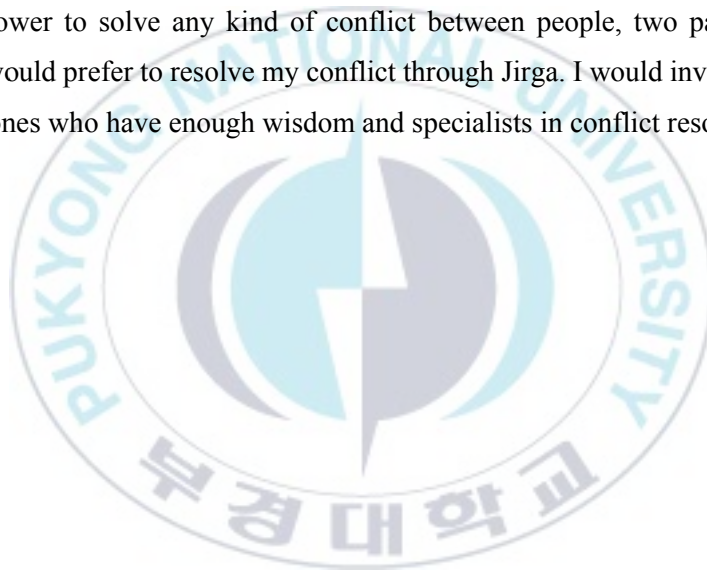 ower to solve any kind of conflict between people, two pa
would prefer to resolve my conflict through Jirga. I would inv
ones who have enough wisdom and specialists in conflict reso
PUKYONG NATIONAL UNIVERSITY
부경대학교